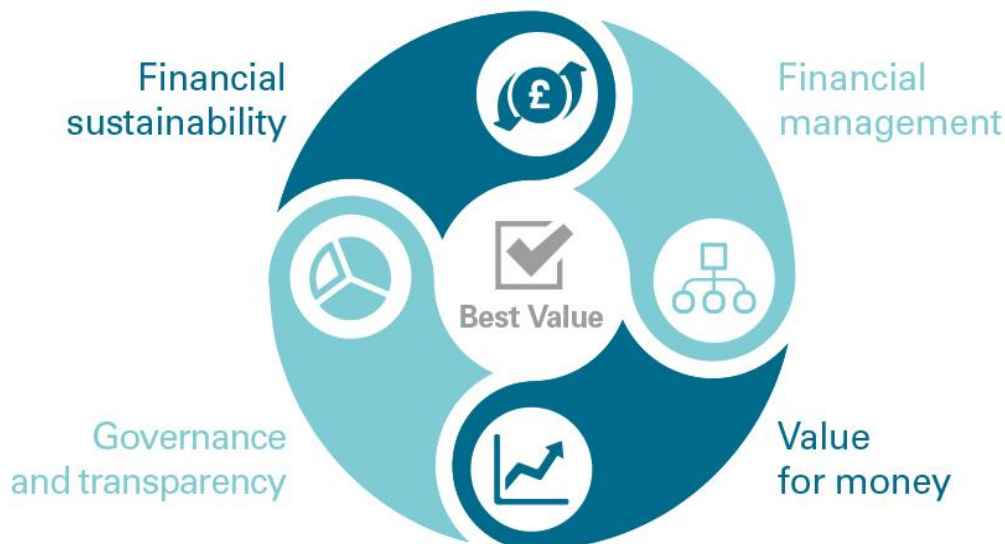 Financial
sustainability
£
Financial
management
Best Value
Governance
and transparency
Value
for money